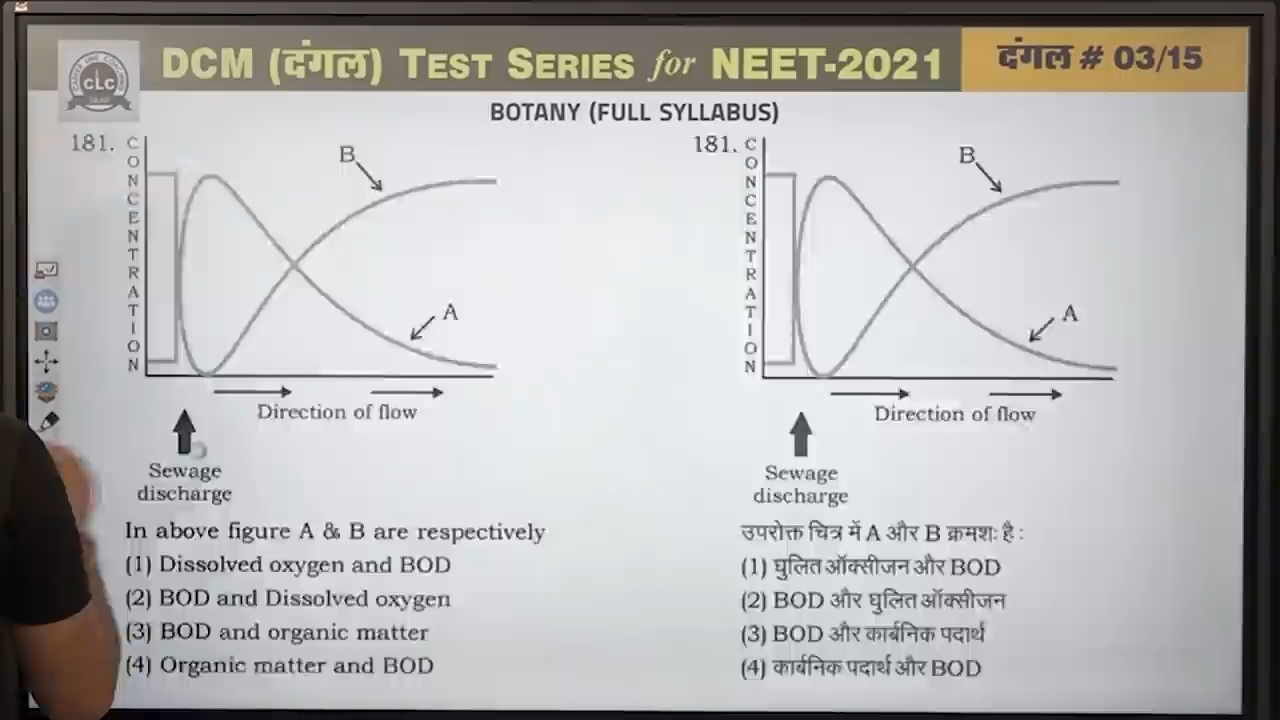 DCM (दंगल) TEST SERIES for NEET-2021
दंगल # 03/15
CLC
BOTANY (FULL SYLLABUS)
181.
CONCENTRATION
B
A
Direction of flow
Sewage
discharge
In above figure A & B are respectively
(1) Dissolved oxygen and BOD
(2) BOD and Dissolved oxygen
(3) BOD and organic matter
(4) Organic matter and BOD
181.
CONCENTRATION
B
A
Direction of flow
Sewage
discharge
उपरोक्त चित्र में A और B क्रमशः है :
(1) घुलित ऑक्सीजन और BOD
(2) BOD और घुलित ऑक्सीजन
(3) BOD और कार्बनिक पदार्थ
(4) कार्बनिक पदार्थ और BOD